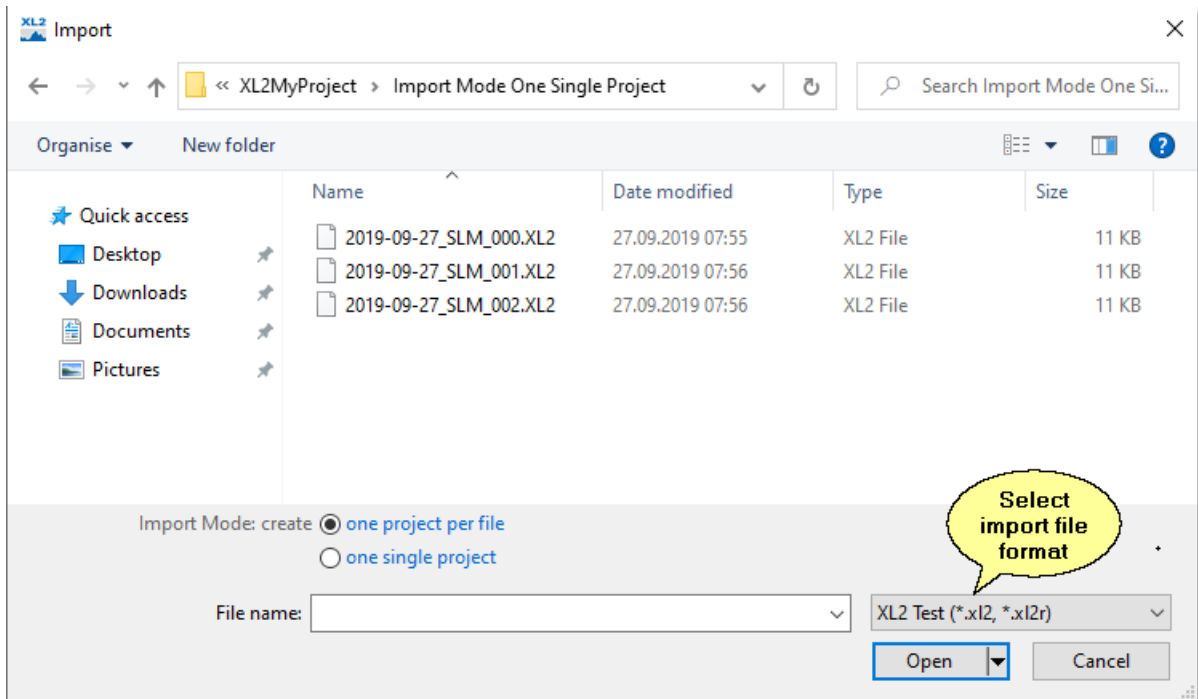 XL2 Import
« XL2MyProject › Import Mode One Single Project Search Import Mode One Si...
Organise New folder
Name Date modified Type Size
Quick access
Desktop
Downloads
Documents
Pictures
2019-09-27_SLM_000.XL2 27.09.2019 07:55 XL2 File 11 KB
2019-09-27_SLM_001.XL2 27.09.2019 07:56 XL2 File 11 KB
2019-09-27_SLM_002.XL2 27.09.2019 07:56 XL2 File 11 KB
Select
import file
format
Import Mode: create one project per file
one single project
File name: XL2 Test (*.xl2, *.xl2r)
Open Cancel